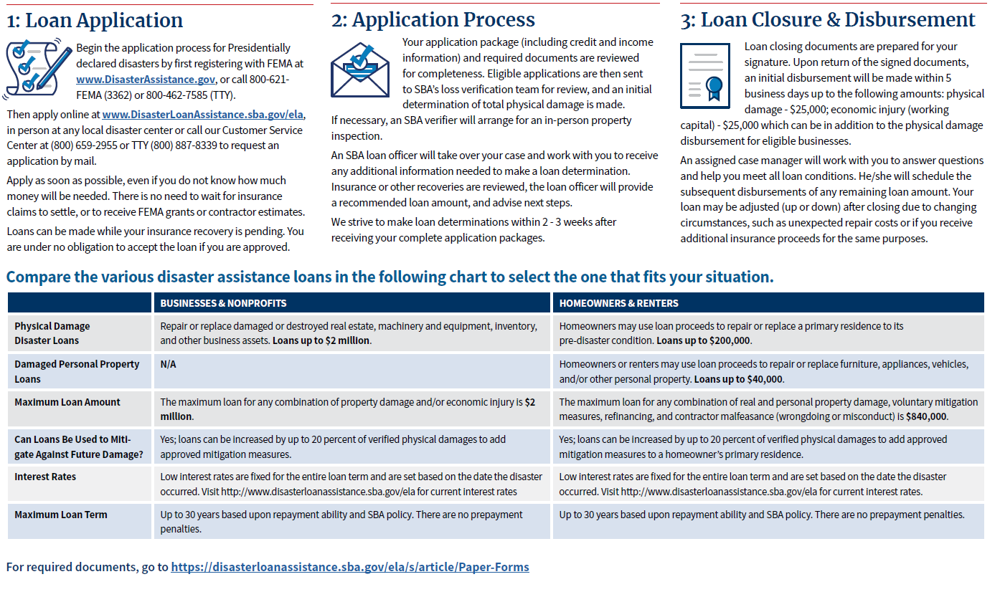 1: Loan Application
Begin the application process for Presidentially
declared disasters by first registering with FEMA at
www.DisasterAssistance.gov, or call 800-621-
FEMA (3362) or 800-462-7585 (TTY).
Then apply online at www.DisasterLoanAssistance.sba.gov/ela,
in person at any local disaster center or call our Customer Service
Center at (800) 659-2955 or TTY (800) 887-8339 to request an
application by mail.
Apply as soon as possible, even if you do not know how much
money will be needed. There is no need to wait for insurance
claims to settle, or to receive FEMA grants or contractor estimates.
Loans can be made while your insurance recovery is pending. You
are under no obligation to accept the loan if you are approved.
2: Application Process
Your application package (including credit and income
information) and required documents are reviewed
for completeness. Eligible applications are then sent
to SBA's loss verification team for review, and an initial
determination of total physical damage is made.
If necessary, an SBA verifier will arrange for an in-person property
inspection.
An SBA loan officer will take over your case and work with you to receive
any additional information needed to make a loan determination.
Insurance or other recoveries are reviewed, the loan officer will provide
a recommended loan amount, and advise next steps.
We strive to make loan determinations within 2 - 3 weeks after
receiving your complete application packages.
3: Loan Closure & Disbursement
Loan closing documents are prepared for your
signature. Upon return of the signed documents,
an initial disbursement will be made within 5
business days up to the following amounts: physical
damage - $25,000; economic injury (working
capital) - $25,000 which can be in addition to the physical damage
disbursement for eligible businesses.
An assigned case manager will work with you to answer questions
and help you meet all loan conditions. He/she will schedule the
subsequent disbursements of any remaining loan amount. Your
loan may be adjusted (up or down) after closing due to changing
circumstances, such as unexpected repair costs or if you receive
additional insurance proceeds for the same purposes.
Compare the various disaster assistance loans in the following chart to select the one that fits your situation.
BUSINESSES & NONPROFITS
HOMEOWNERS & RENTERS
Physical Damage
Disaster Loans
Repair or replace damaged or destroyed real estate, machinery and equipment, inventory,
and other business assets. Loans up to $2 million.
Homeowners may use loan proceeds to repair or replace a primary residence to its
pre-disaster condition. Loans up to $200,000.
Damaged Personal Property
Loans
N/A
Homeowners or renters may use loan proceeds to repair or replace furniture, appliances, vehicles,
and/or other personal property. Loans up to $40,000.
Maximum Loan Amount
The maximum loan for any combination of property damage and/or economic injury is $2
million.
The maximum loan for any combination of real and personal property damage, voluntary mitigation
measures, refinancing, and contractor malfeasance (wrongdoing or misconduct) is $840,000.
Can Loans Be Used to Miti-
gate Against Future Damage?
Yes; loans can be increased by up to 20 percent of verified physical damages to add
approved mitigation measures.
Yes; loans can be increased by up to 20 percent of verified physical damages to add approved
mitigation measures to a homeowner's primary residence.
Interest Rates
Low interest rates are fixed for the entire loan term and are set based on the date the disaster
occurred. Visit http://www.disasterloanassistance.sba.gov/ela for current interest rates
Low interest rates are fixed for the entire loan term and are set based on the date the disaster
occurred. Visit http://www.disasterloanassistance.sba.gov/ela for current interest rates.
Maximum Loan Term
Up to 30 years based upon repayment ability and SBA policy. There are no prepayment
penalties.
Up to 30 years based upon repayment ability and SBA policy. There are no prepayment penalties.
For required documents, go to https://disasterloanassistance.sba.gov/ela/s/article/Paper-Forms